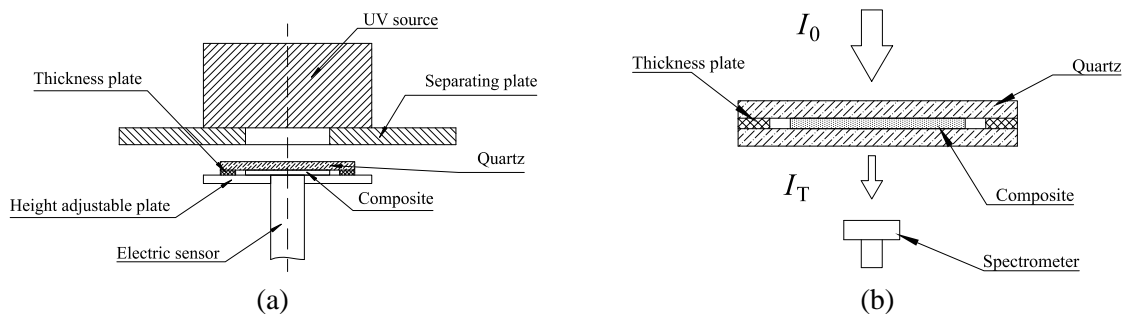 UV source
Thickness plate
Separating plate
Quartz
Composite
Height adjustable plate
Electric sensor
(a)
I0
Thickness plate
Quartz
IT
Composite
Spectrometer
(b)